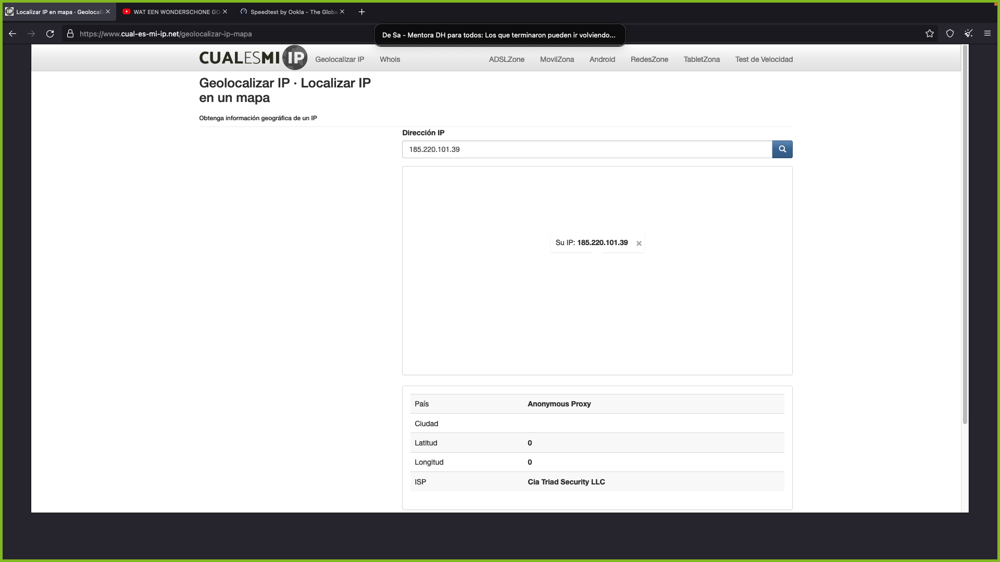 Localizar IP en mapa · Geolocali
WAT EEN WONDERSCHONE GO
Speedtest by Ookla - The Globa
https://www.cual-es-mi-ip.net/geolocalizar-ip-mapa
De Sa - Mentora DH para todos: Los que terminaron pueden ir volviendo...
CUALESMI IP
Geolocalizar IP
Whois
ADSLZone
MovilZona
Android
RedesZone
TabletZona
Test de Velocidad
Geolocalizar IP · Localizar IP
en un mapa
Obtenga información geográfica de un IP
Dirección IP
185.220.101.39
Su IP: 185.220.101.39
País Anonymous Proxy
Ciudad
Latitud 0
Longitud 0
ISP Cia Triad Security LLC